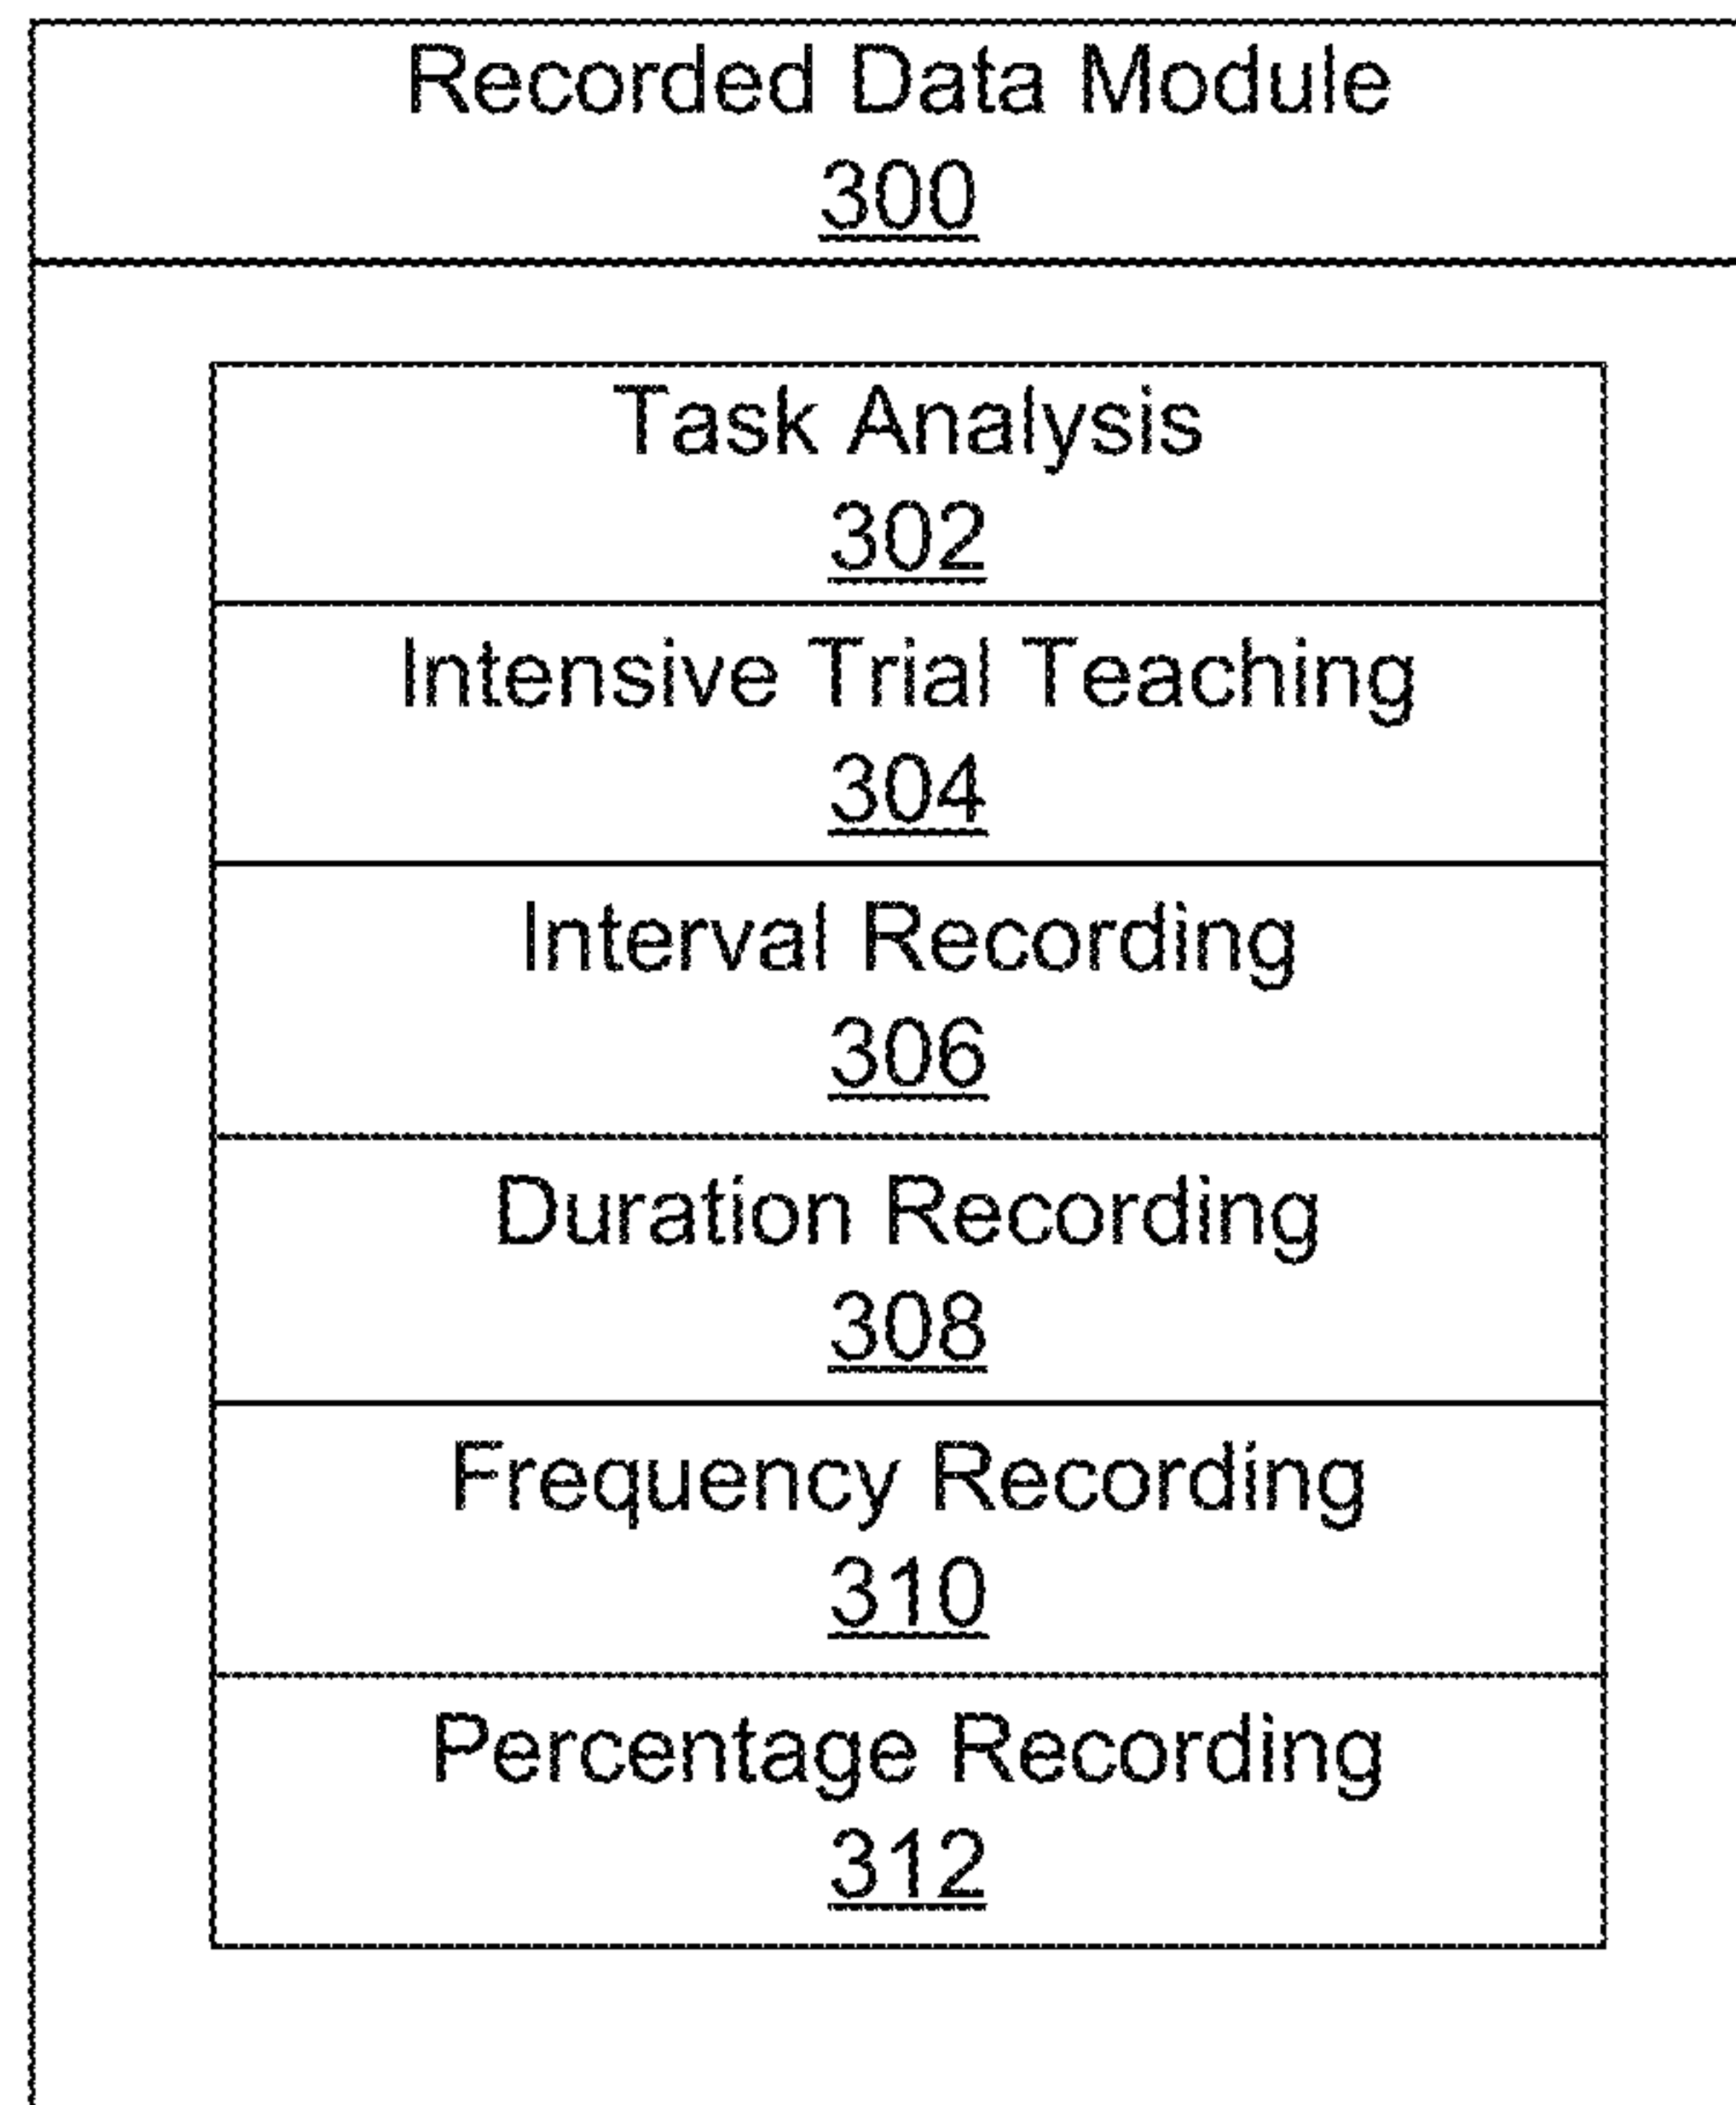 Recorded Data Module
300
Task Analysis
302
Intensive Trial Teaching
304
Interval Recording
306
Duration Recording
308
Frequency Recording
310
Percentage Recording
312